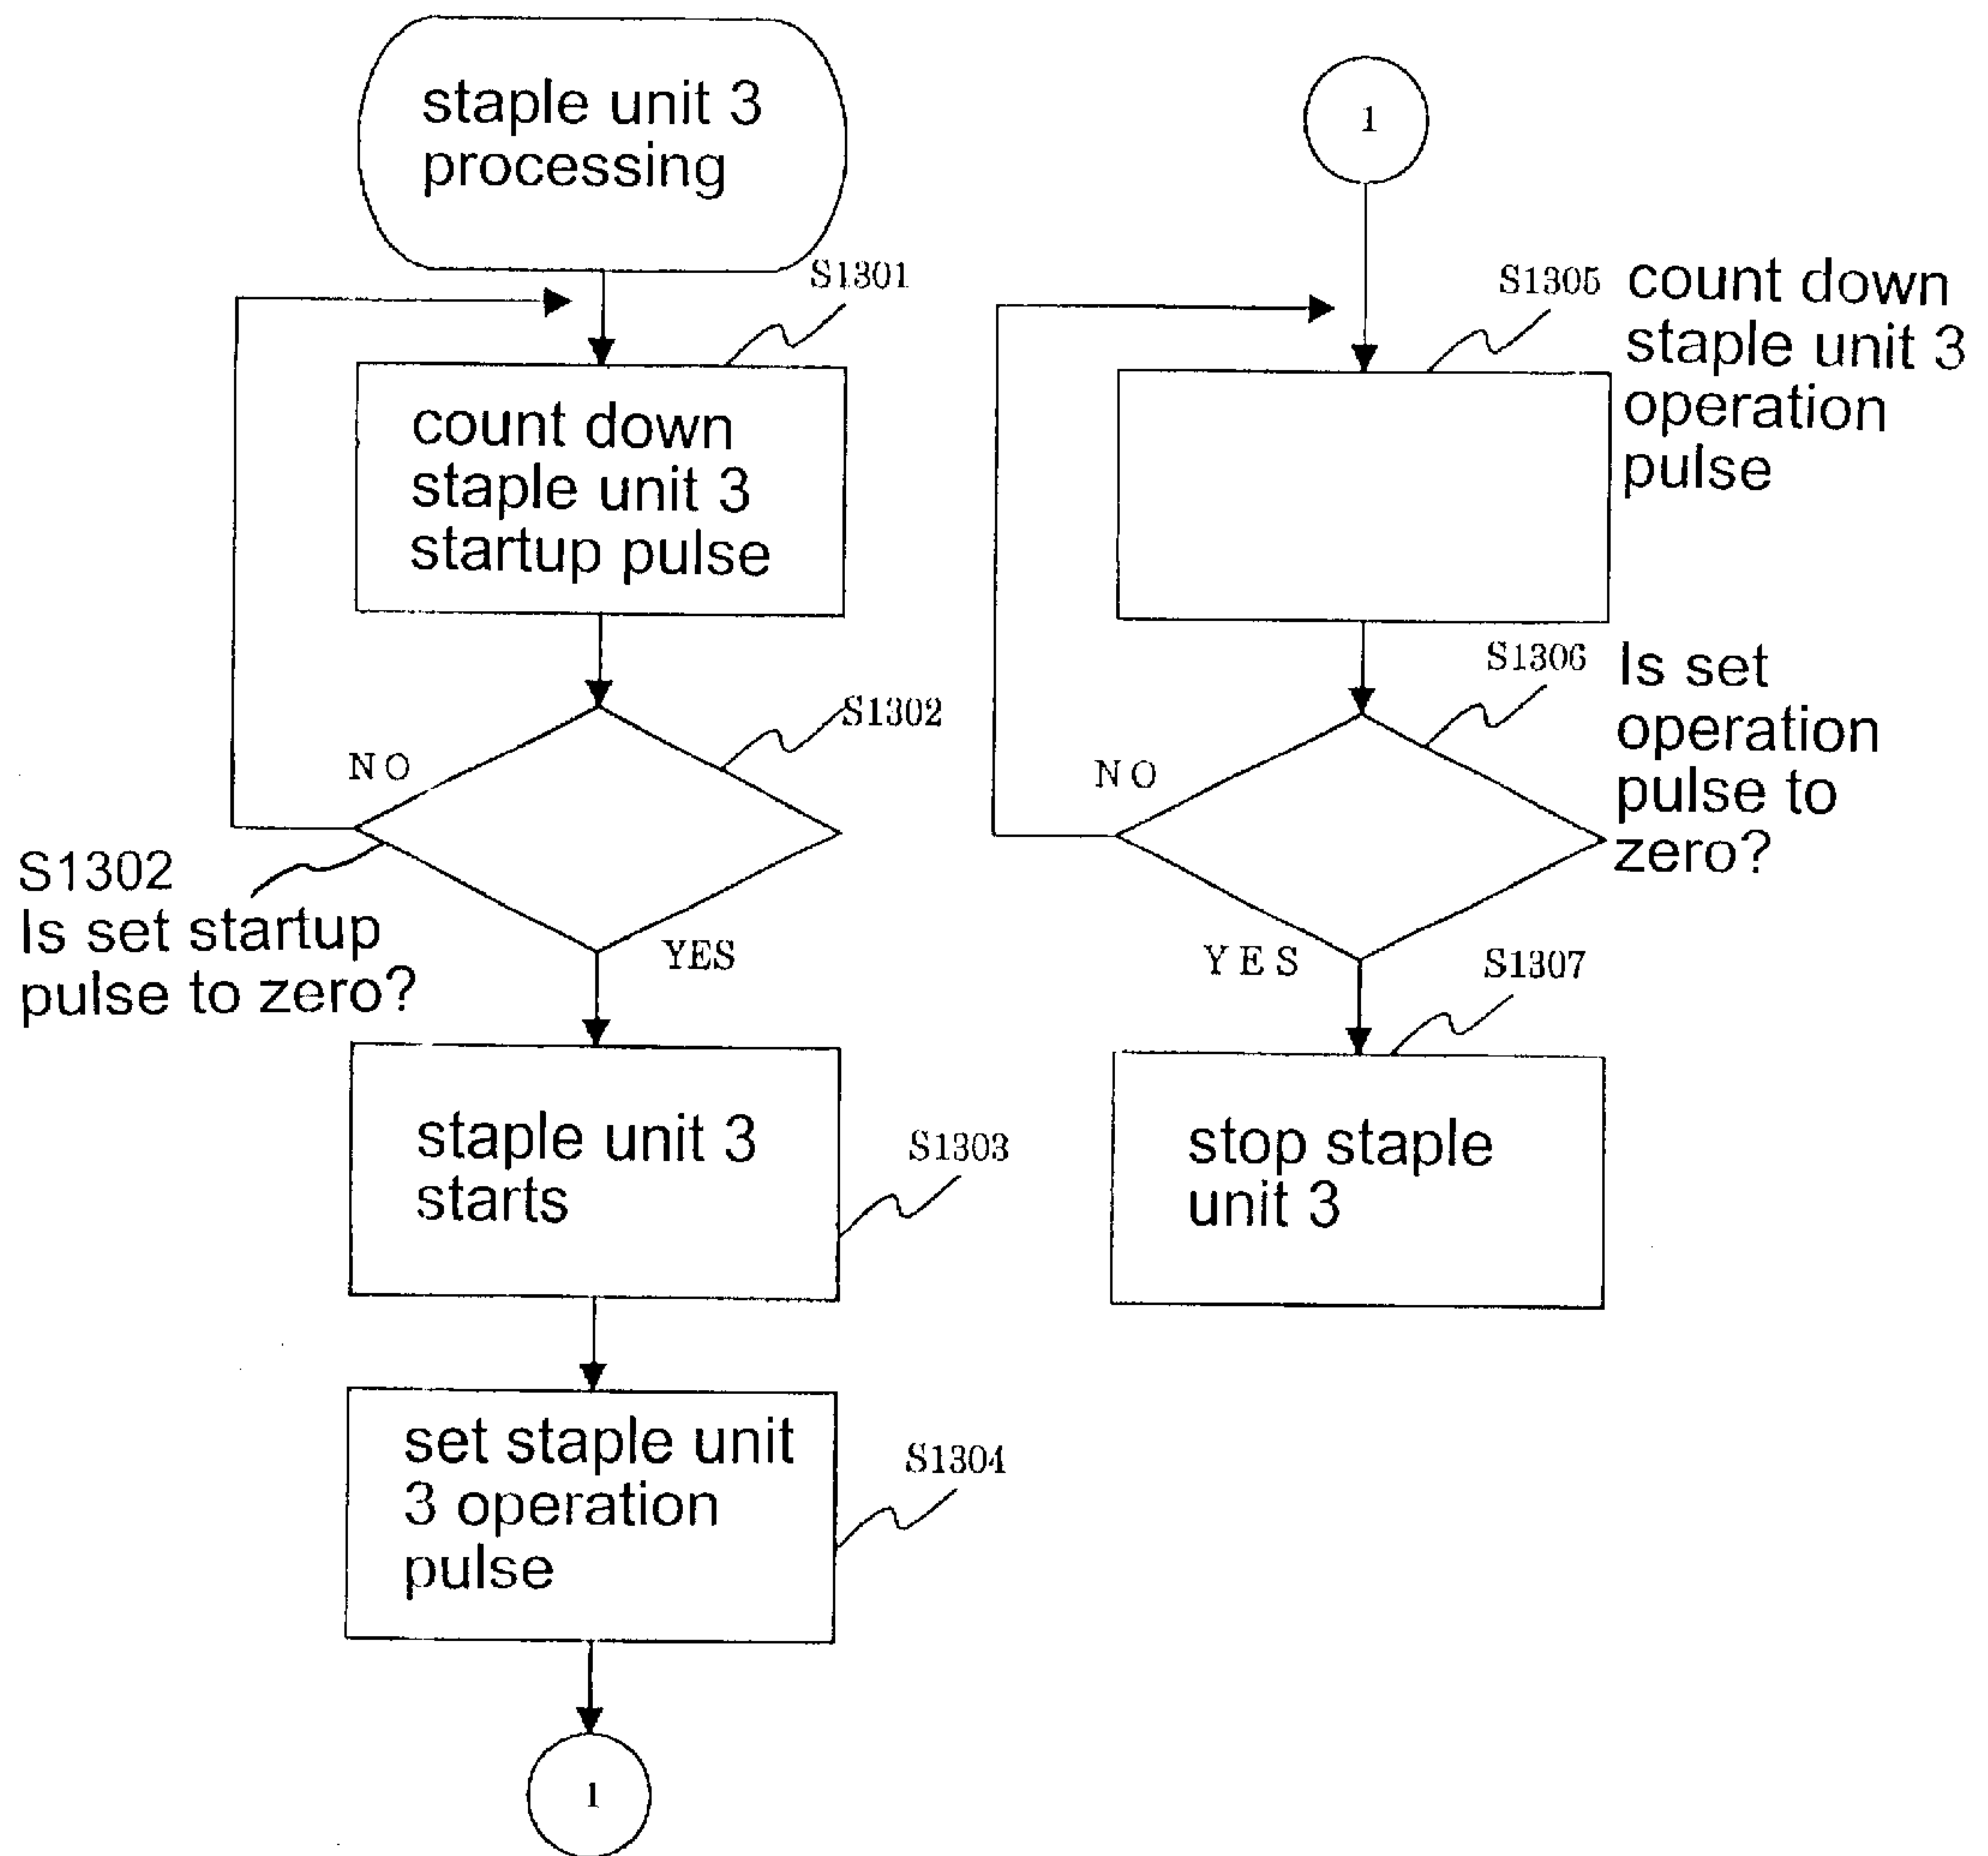 staple unit 3
processing
S1301
count down
staple unit 3
startup pulse
S1302
NO
S1302
Is set startup
pulse to zero?
YES
staple unit 3
starts
S1303
set staple unit
3 operation
pulse
S1304
1
1
S1305
count down
staple unit 3
operation
pulse
S1306
Is set
operation
pulse to
zero?
NO
YES
S1307
stop staple
unit 3